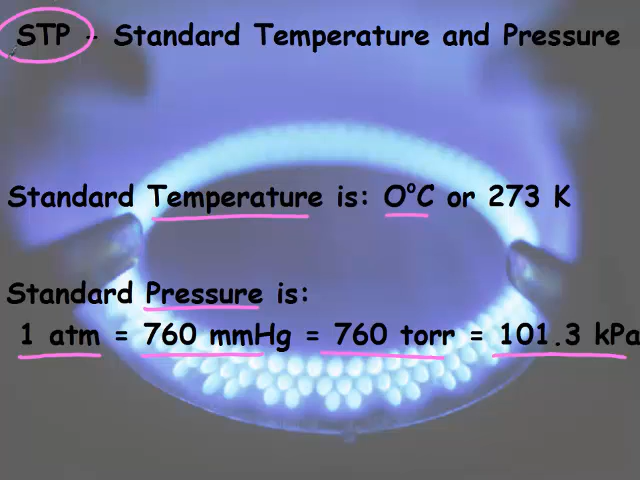 STP - Standard Temperature and Pressure
Standard Temperature is: 0°C or 273 K
Standard Pressure is:
1 atm = 760 mmHg = 760 torr = 101.3 kPa